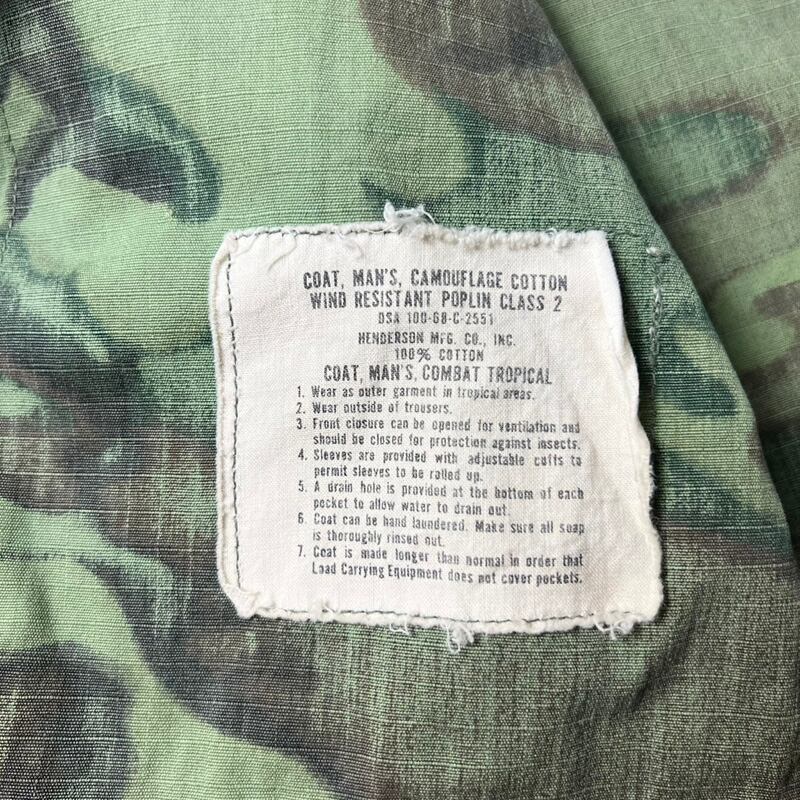 COAT, MAN'S, CAMOUFLAGE COTTON
WIND RESISTANT POPLIN CLASS 2
DSA 100-68-C-2551
HENDERSON MFG. CO., INC.
100% COTTON
COAT, MAN'S, COMBAT TROPICAL
1. Wear as outer garment in tropical areas.
2. Wear outside of trousers.
3. Front closure can be opened for ventilation and
should be closed for protection against insects.
4. Sleeves are provided with adjustable cuffs to
permit sleeves to be rolled up.
5. A drain hole is provided at the bottom of each
pocket to allow water to drain out.
6. Coat can be hand laundered. Make sure all soap
is thoroughly rinsed out.
7. Coat is made longer than normal in order that
Load Carrying Equipment does not cover pockets.